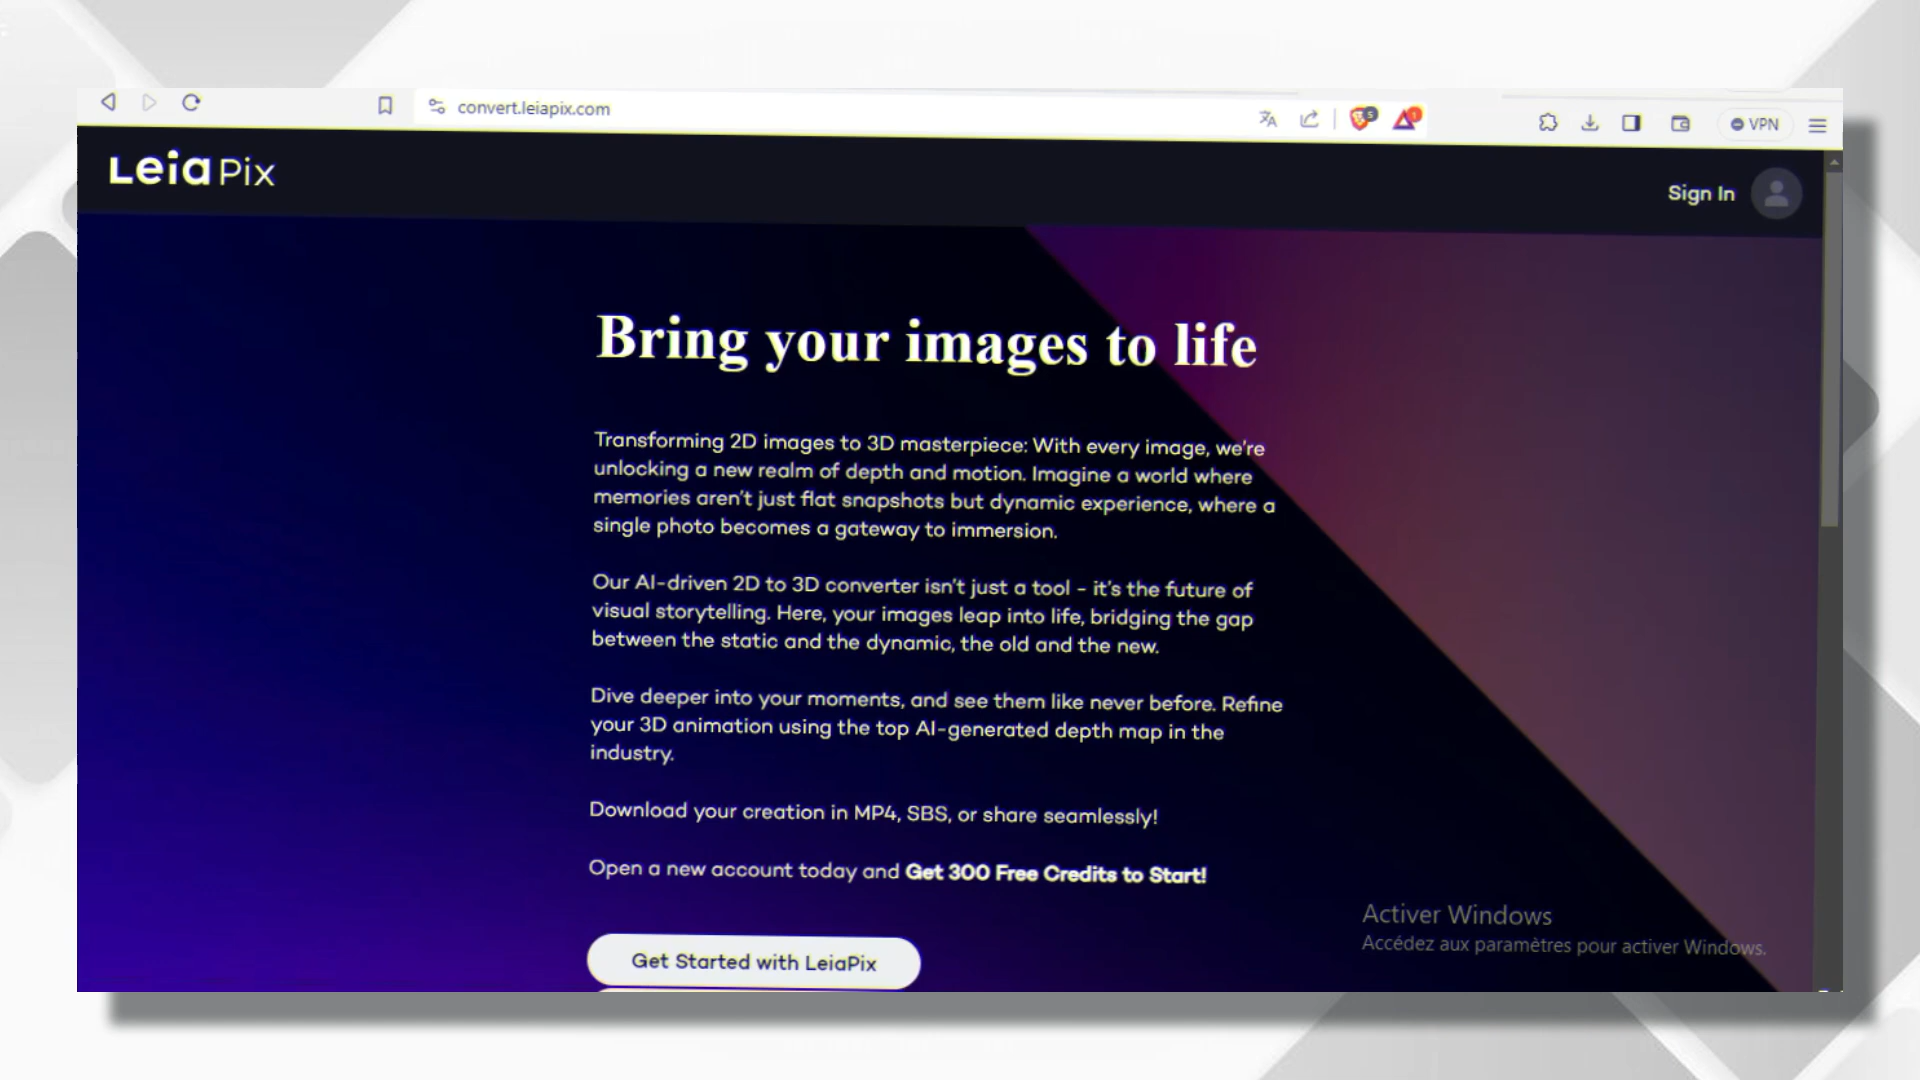 convert.leiapix.com
5
1
VPN
Leia Pix
Sign In
Bring your images to life
Transforming 2D images to 3D masterpiece: With every image, we're
unlocking a new realm of depth and motion. Imagine a world where
memories aren't just flat snapshots but dynamic experience, where a
single photo becomes a gateway to immersion.
Our AI-driven 2D to 3D converter isn't just a tool - it's the future of
visual storytelling. Here, your images leap into life, bridging the gap
between the static and the dynamic, the old and the new.
Dive deeper into your moments, and see them like never before. Refine
your 3D animation using the top AI-generated depth map in the
industry.
Download your creation in MP4, SBS, or share seamlessly!
Open a new account today and Get 300 Free Credits to Start!
Get Started with LeiaPix
Activer Windows
Accédez aux paramètres pour activer Windows.